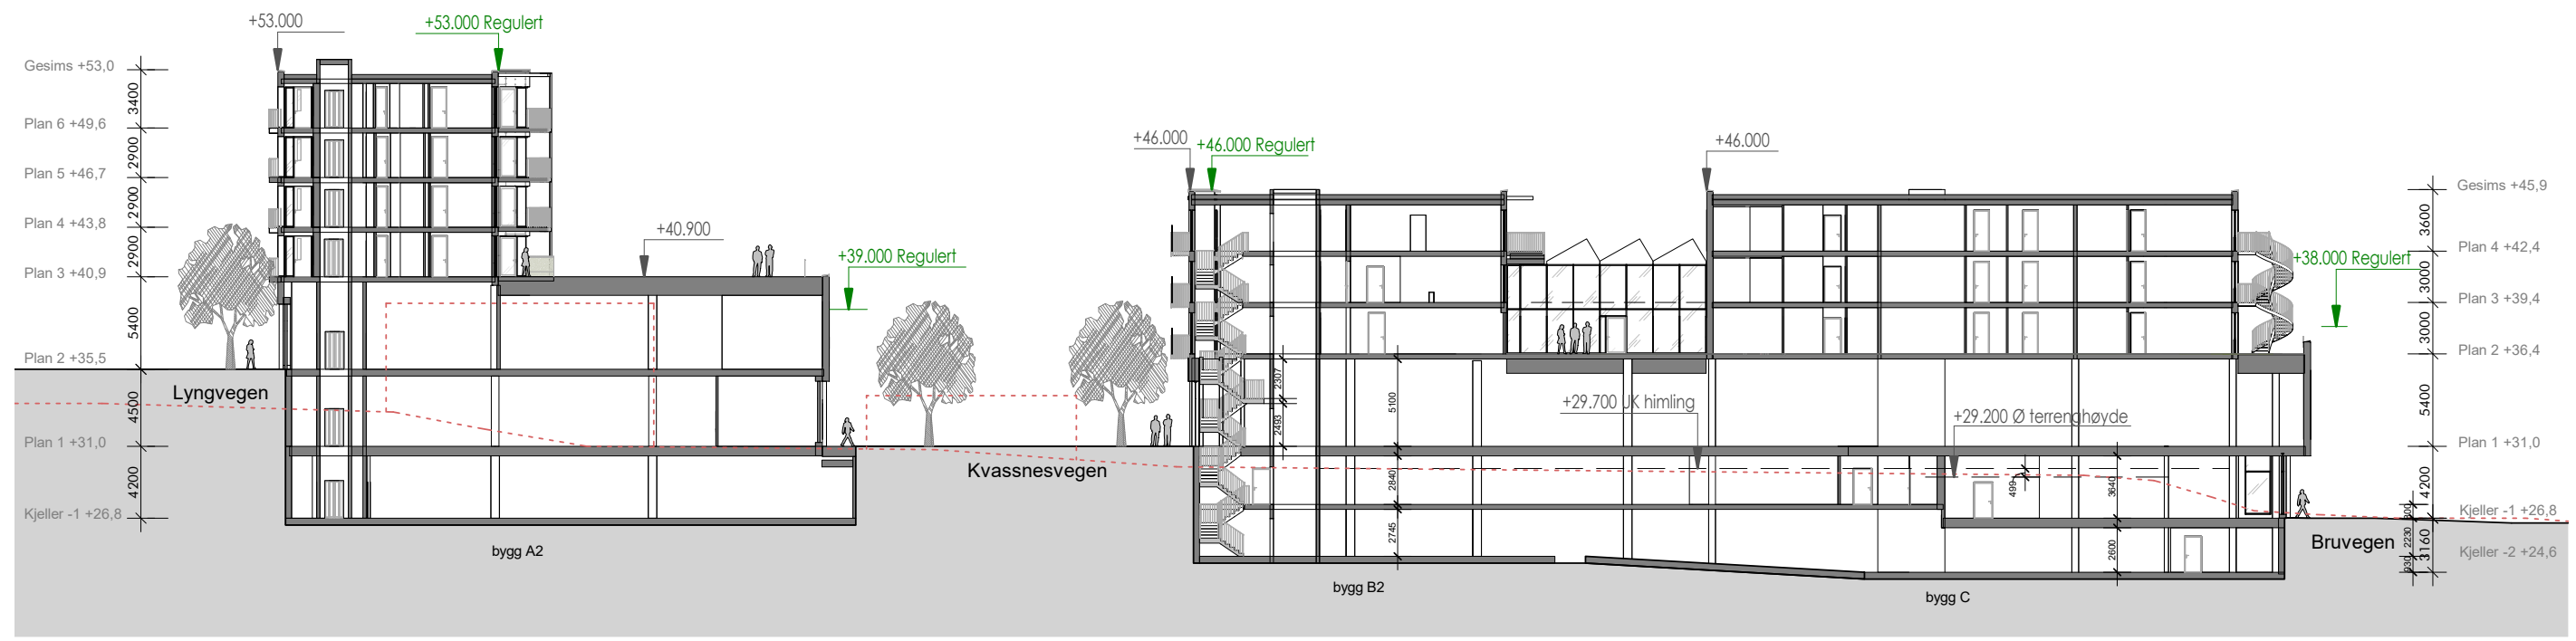 +53.000
+53.000 Regulert
Gesims +53,0
3400
Plan 6 +49,6
2900
Plan 5 +46,7
2900
Plan 4 +43,8
2900
Plan 3 +40,9
5400
Plan 2 +35,5
4500
Plan 1 +31,0
4200
Kjeller -1 +26,8
Lyngvegen
+40.900
+39.000 Regulert
bygg A2
Kvassnesvegen
+46.000
+46.000 Regulert
+46.000
2307
2493
5100
2840
2745
+29.700 UK himling
+29.200 Ø terrenghøyde
499
3640
2600
bygg B2
bygg C
+38.000 Regulert
Gesims +45,9
3600
Plan 4 +42,4
3000
Plan 3 +39,4
3000
Plan 2 +36,4
5400
Plan 1 +31,0
4200
Kjeller -1 +26,8
800
2230
930
3160
Bruvegen
Kjeller -2 +24,6